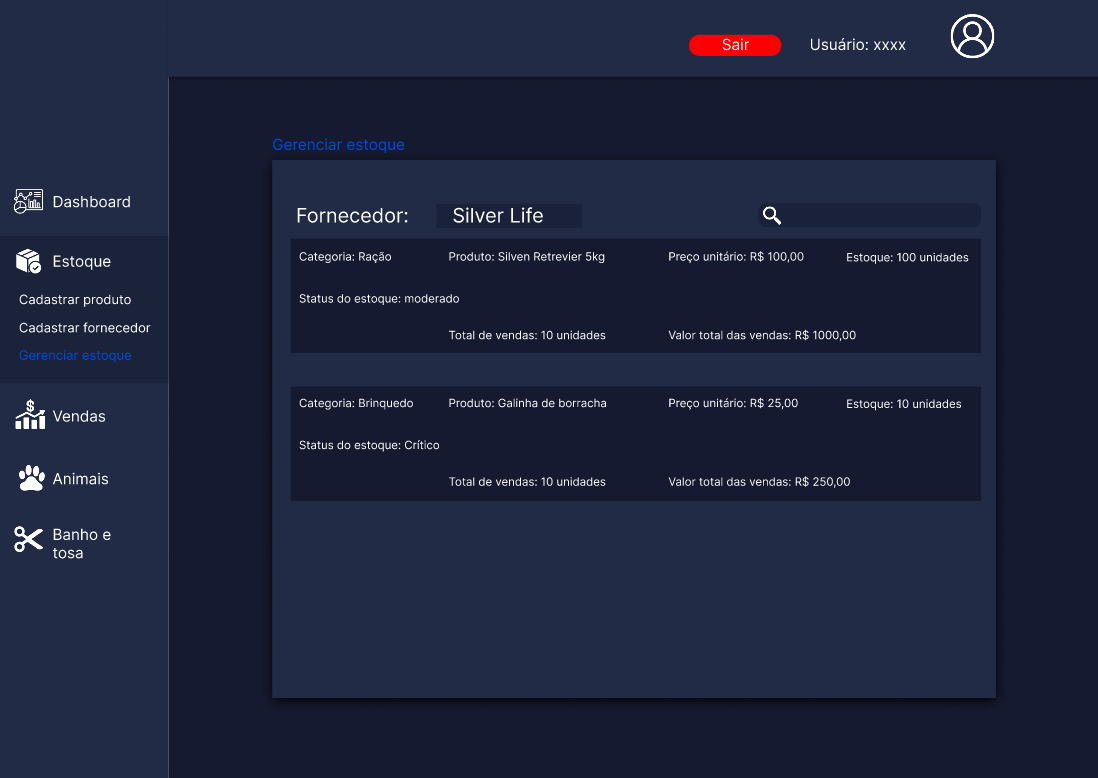 Sair
Usuário: xxxx
Dashboard
Estoque
Cadastrar produto
Cadastrar fornecedor
Gerenciar estoque
Vendas
Animais
Banho e
tosa
Gerenciar estoque
Fornecedor: Silver Life
Categoria: Ração Produto: Silven Retrevier 5kg Preço unitário: R$ 100,00 Estoque: 100 unidades
Status do estoque: moderado
Total de vendas: 10 unidades Valor total das vendas: R$ 1000,00
Categoria: Brinquedo Produto: Galinha de borracha Preço unitário: R$ 25,00 Estoque: 10 unidades
Status do estoque: Crítico
Total de vendas: 10 unidades Valor total das vendas: R$ 250,00